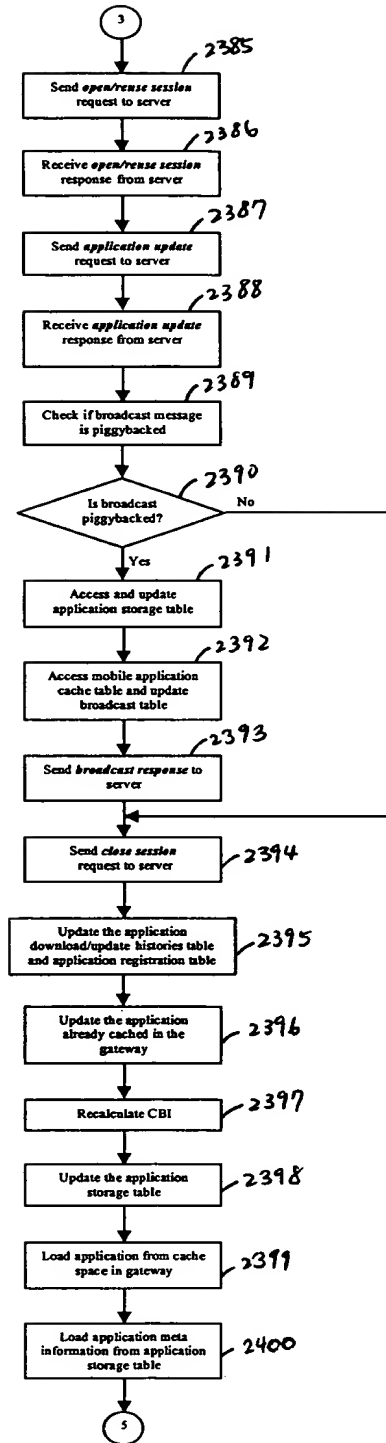 3
2385
Send open/reuse session
request to server
2386
Receive open/reuse session
response from server
2387
Send application update
request to server
2388
Receive application update
response from server
2389
Check if broadcast message
is piggybacked
2390
Is broadcast
piggybacked?
No
Yes
2391
Access and update
application storage table
2392
Access mobile application
cache table and update
broadcast table
2393
Send broadcast response to
server
Send close session
request to server
2394
Update the application
download/update histories table
and application registration table
2395
Update the application
already cached in the
gateway
2396
Recalculate CBI
2397
Update the application
storage table
2398
Load application from cache
space in gateway
2399
Load application meta
information from application
storage table
2400
5